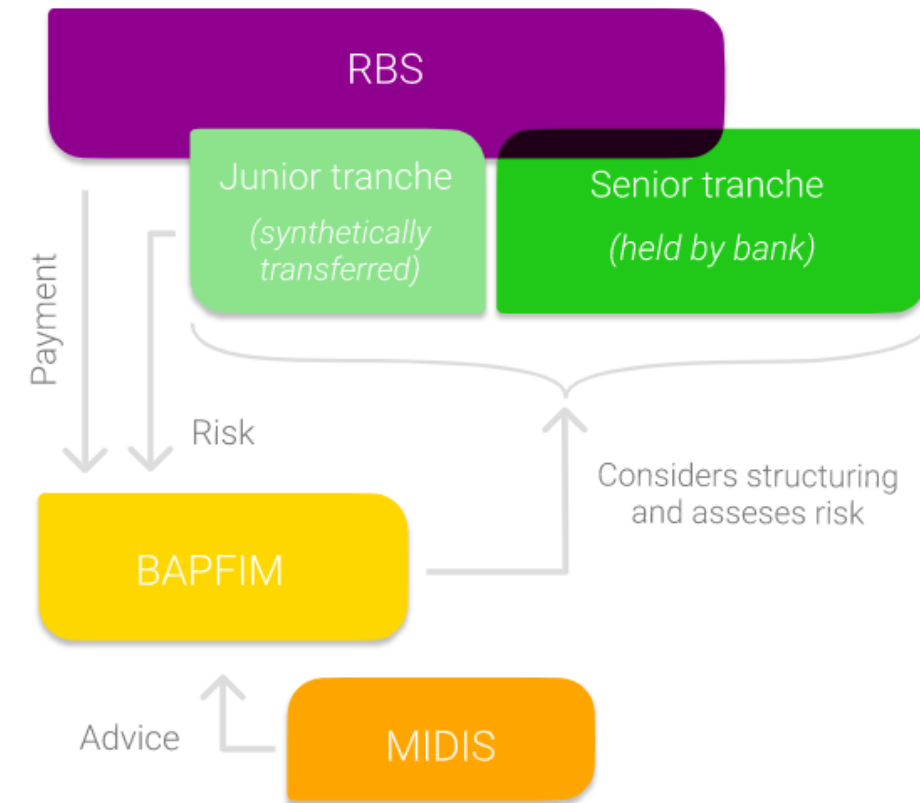 RBS
Junior tranche
(synthetically
transferred)
Senior tranche
(held by bank)
Payment
Risk
Considers structuring
and asseses risk
BAPFIM
Advice
MIDIS